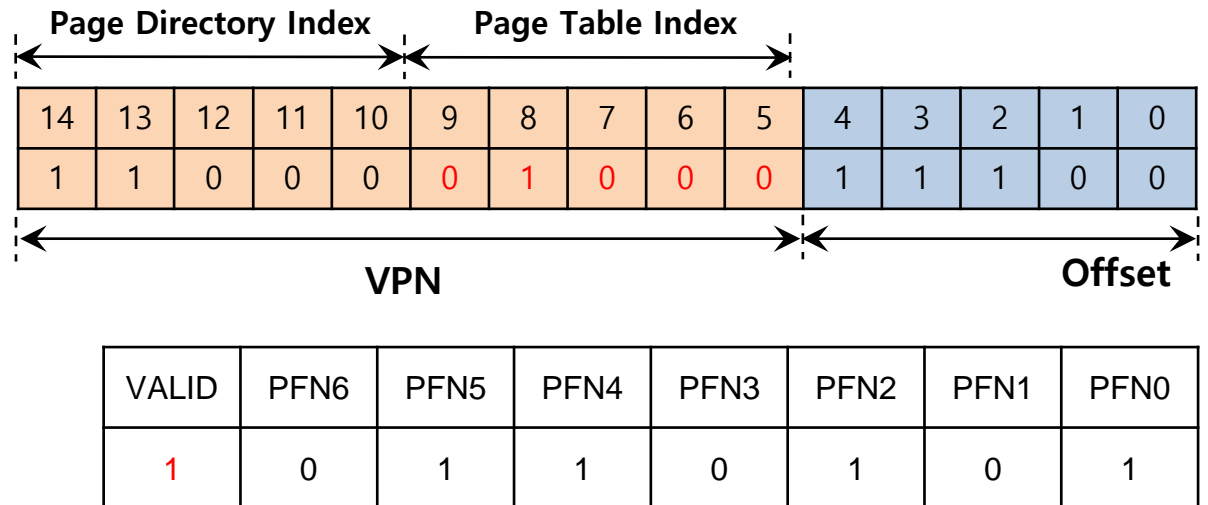 Page Directory Index Page Table Index
14 13 12 11 10 9 8 7 6 5 4 3 2 1 0
1 1 0 0 0 0 1 0 0 0 1 1 1 0 0
VPN Offset
VALID PFN6 PFN5 PFN4 PFN3 PFN2 PFN1 PFN0
1 0 1 1 0 1 0 1